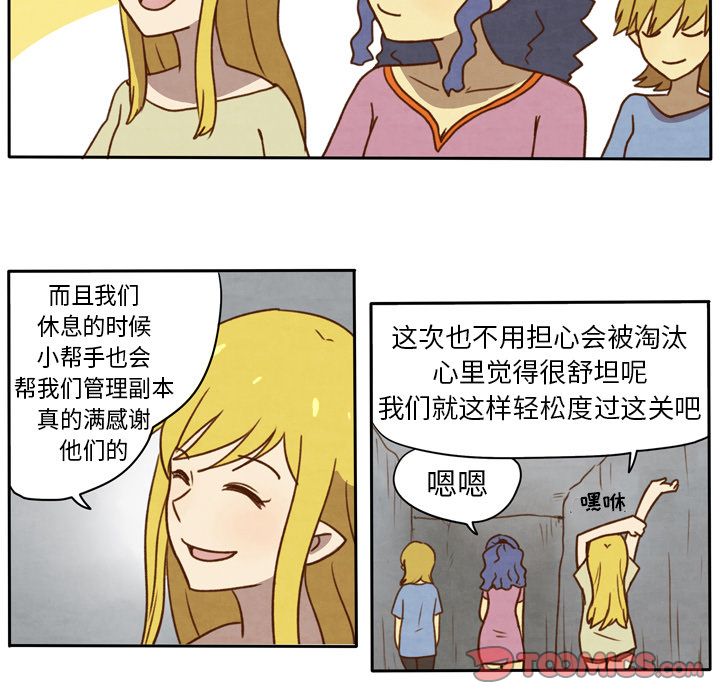 而且我们
休息的时候
小帮手也会
帮我们管理副本
真的满感谢
他们的
这次也不用担心会被淘汰
心里觉得很舒坦呢
我们就这样轻松度过这关吧
嗯嗯
嘿咻
TOOMICS.COM